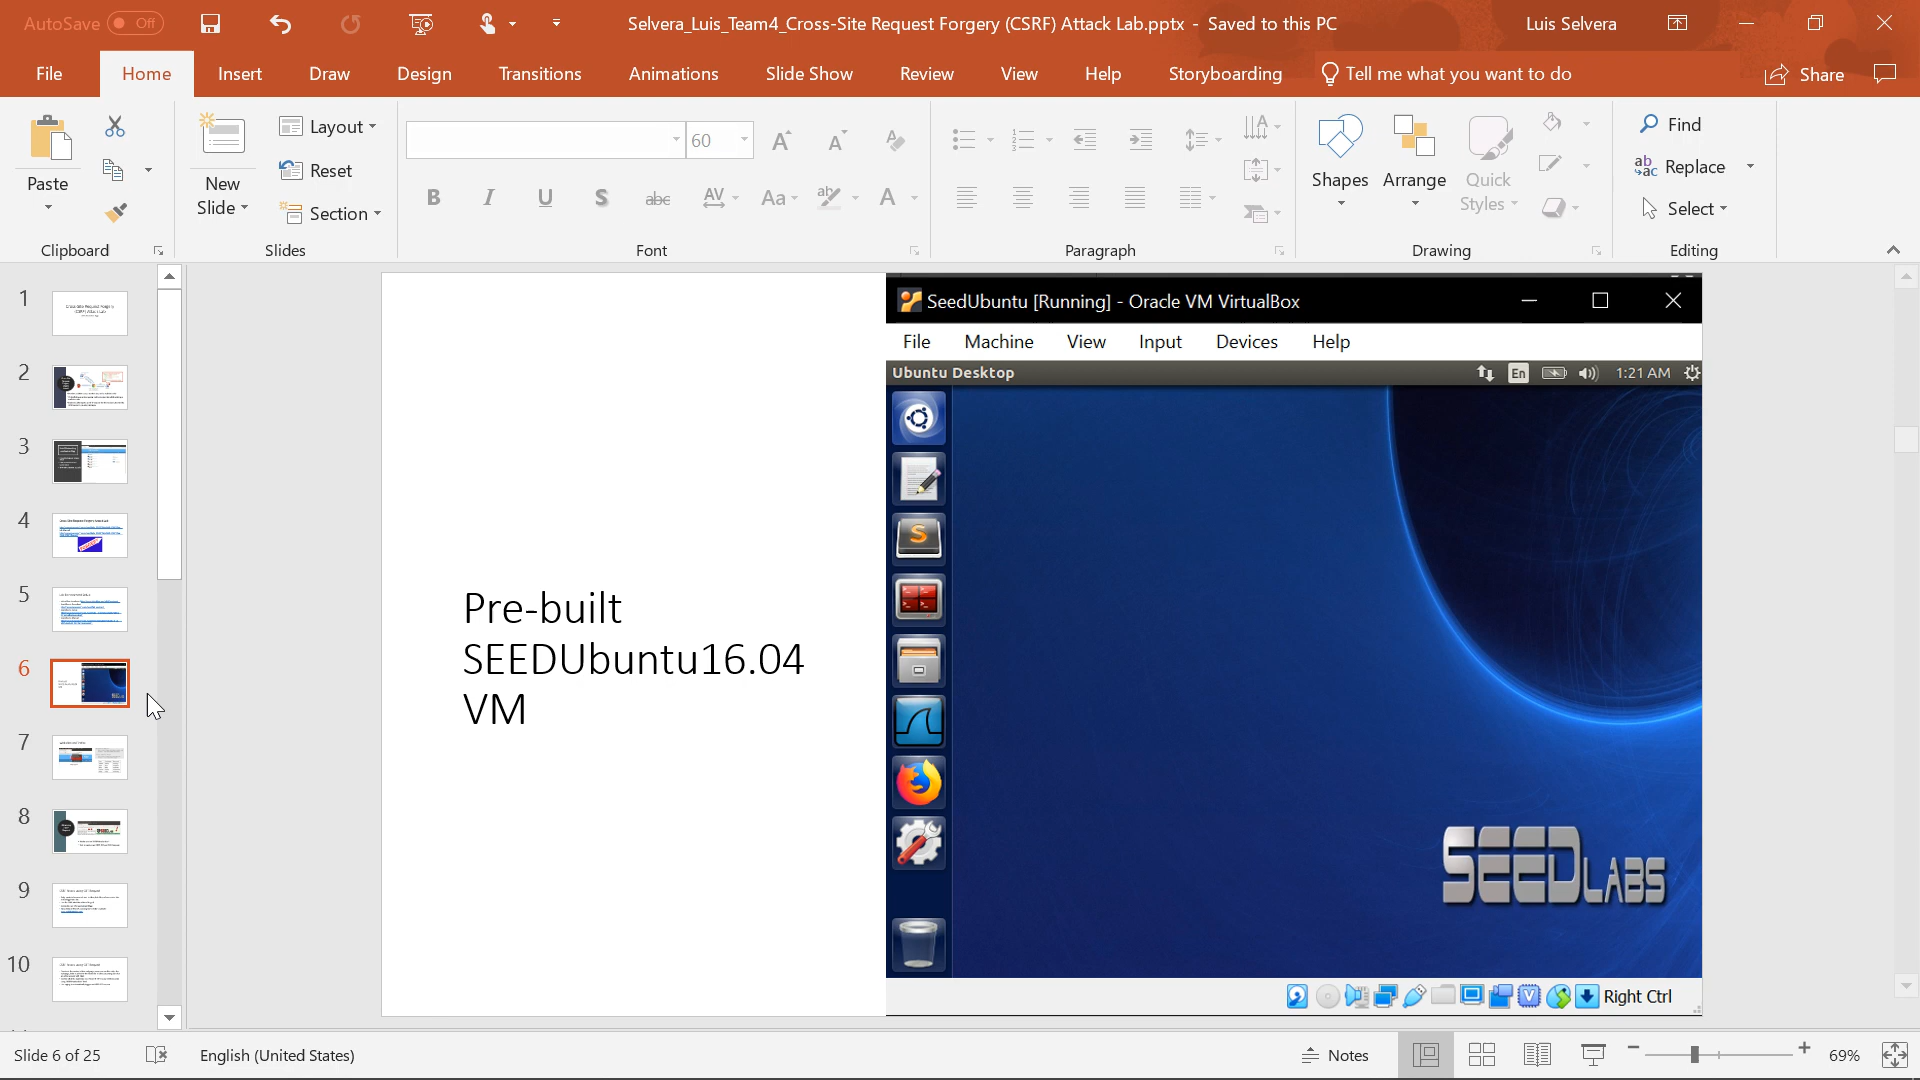 AutoSave Off
Selvera_Luis_Team4_Cross-Site Request Forgery (CSRF) Attack Lab.pptx - Saved to this PC
Luis Selvera
File Home Insert Draw Design Transitions Animations Slide Show Review View Help Storyboarding Tell me what you want to do Share
Paste
Clipboard
New
Slide
Layout
Reset
Section
Slides
60
Font
Paragraph
Shapes
Arrange
Quick
Styles
Drawing
Find
Replace
Select
Editing
1
2
3
4
5
6
7
8
9
10
Pre-built
SEEDUbuntu16.04
VM
SeedUbuntu [Running] - Oracle VM VirtualBox
File Machine View Input Devices Help
Ubuntu Desktop
En
1:21 AM
SEEDLABS
Right Ctrl
Slide 6 of 25
English (United States)
Notes
69%